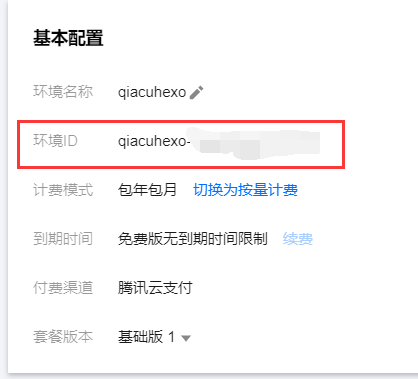 基本配置
环境名称 qiacuhexo
环境ID qiacuhexo-
计费模式 包年包月 切换为按量计费
到期时间 免费版无到期时间限制 续费
付费渠道 腾讯云支付
套餐版本 基础版 1